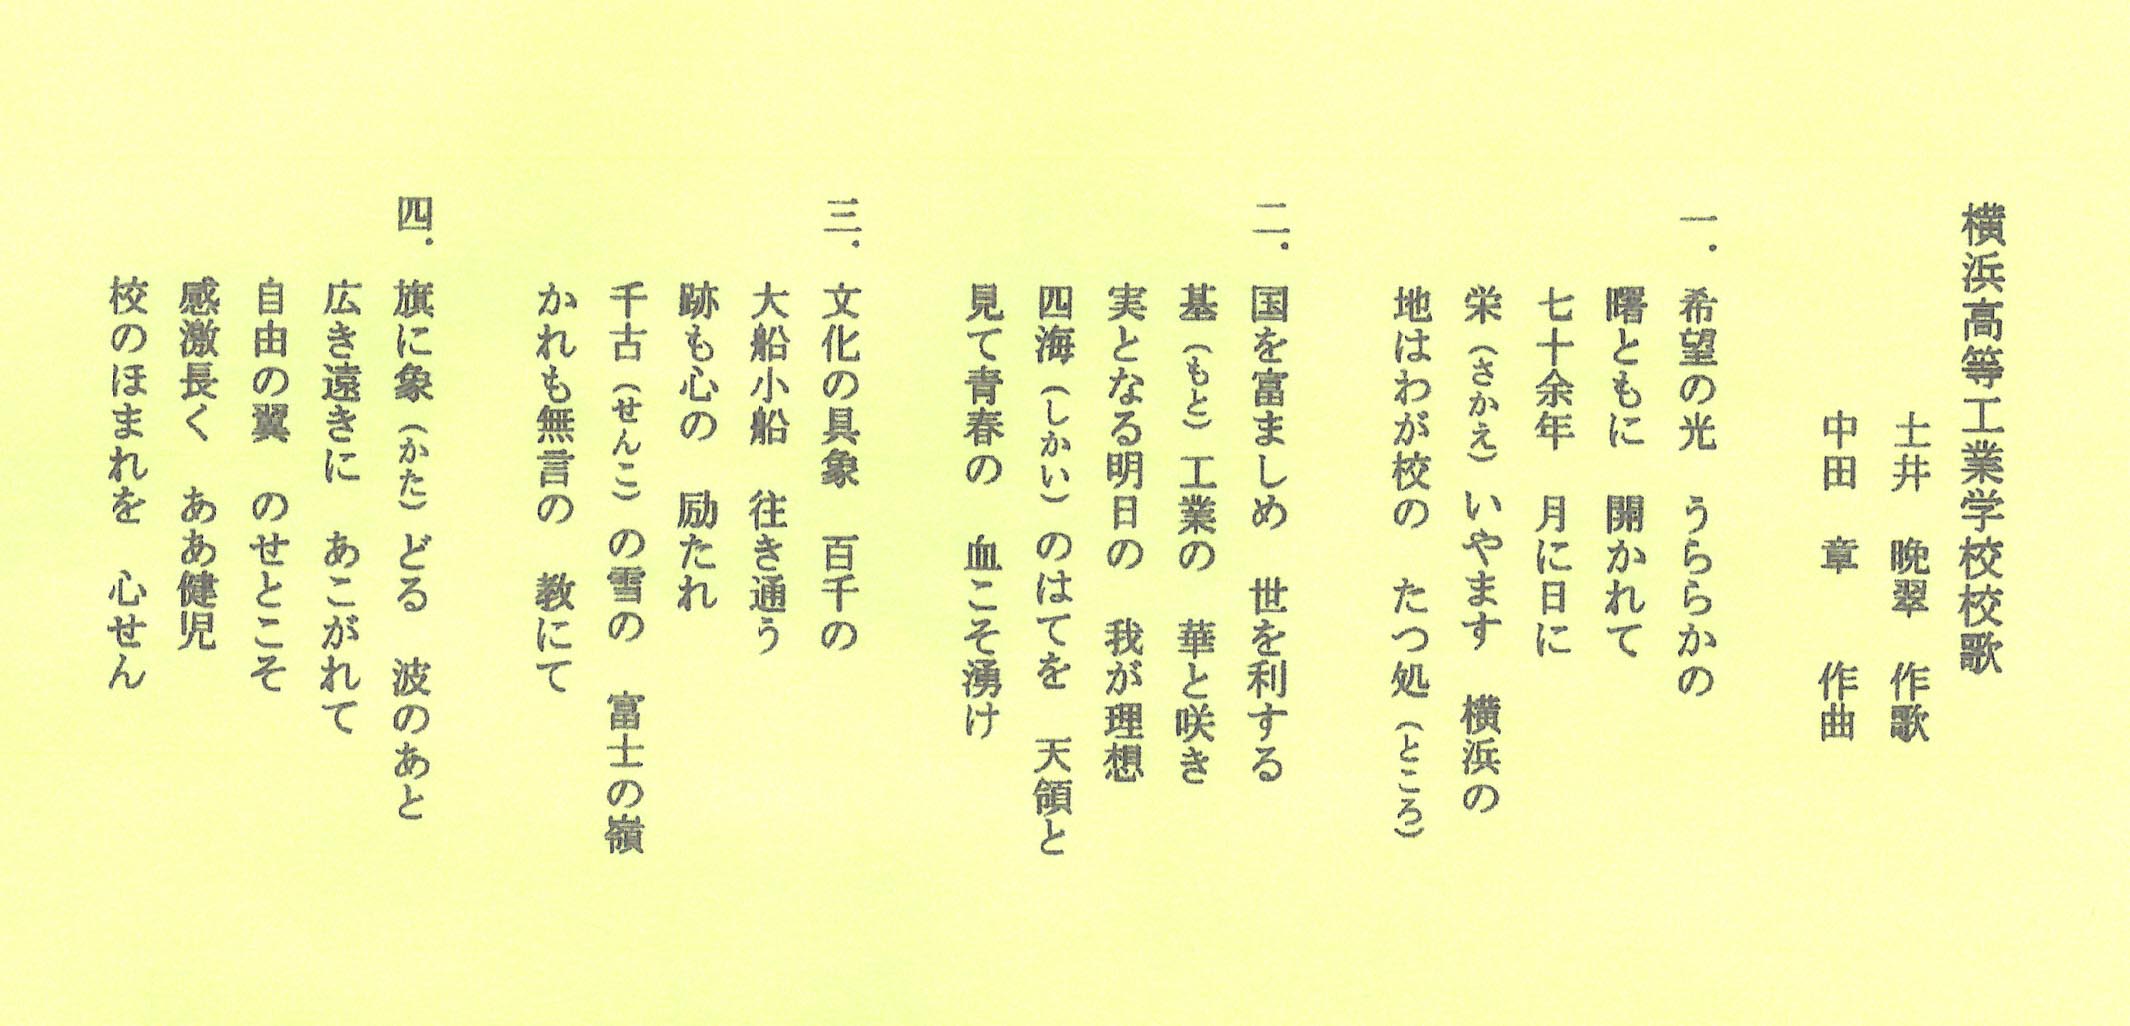 横浜高等工業学校校歌
土井 晩翠 作歌
中田 章 作曲
一. 希望の光 うららかの
曙ともに 開かれて
七十余年 月に日に
栄（さかえ）いやます 横浜の
地はわが校の たつ処（ところ）
二. 国を富ましめ 世を利する
基（もと）工業の 華と咲き
実となる明日の 我が理想
四海（しかい）のはてを 天領と
見て青春の 血こそ湧け
三. 文化の具象 百千の
大船小船 往き通う
跡も心の 励たれ
千古（せんこ）の雪の 富士の嶺
かれも無言の 教にて
四. 旗に象（かた）どる 波のあと
広き遠きに あこがれて
自由の翼 のせとこそ
感激長く ああ健児
校のほまれを 心せん